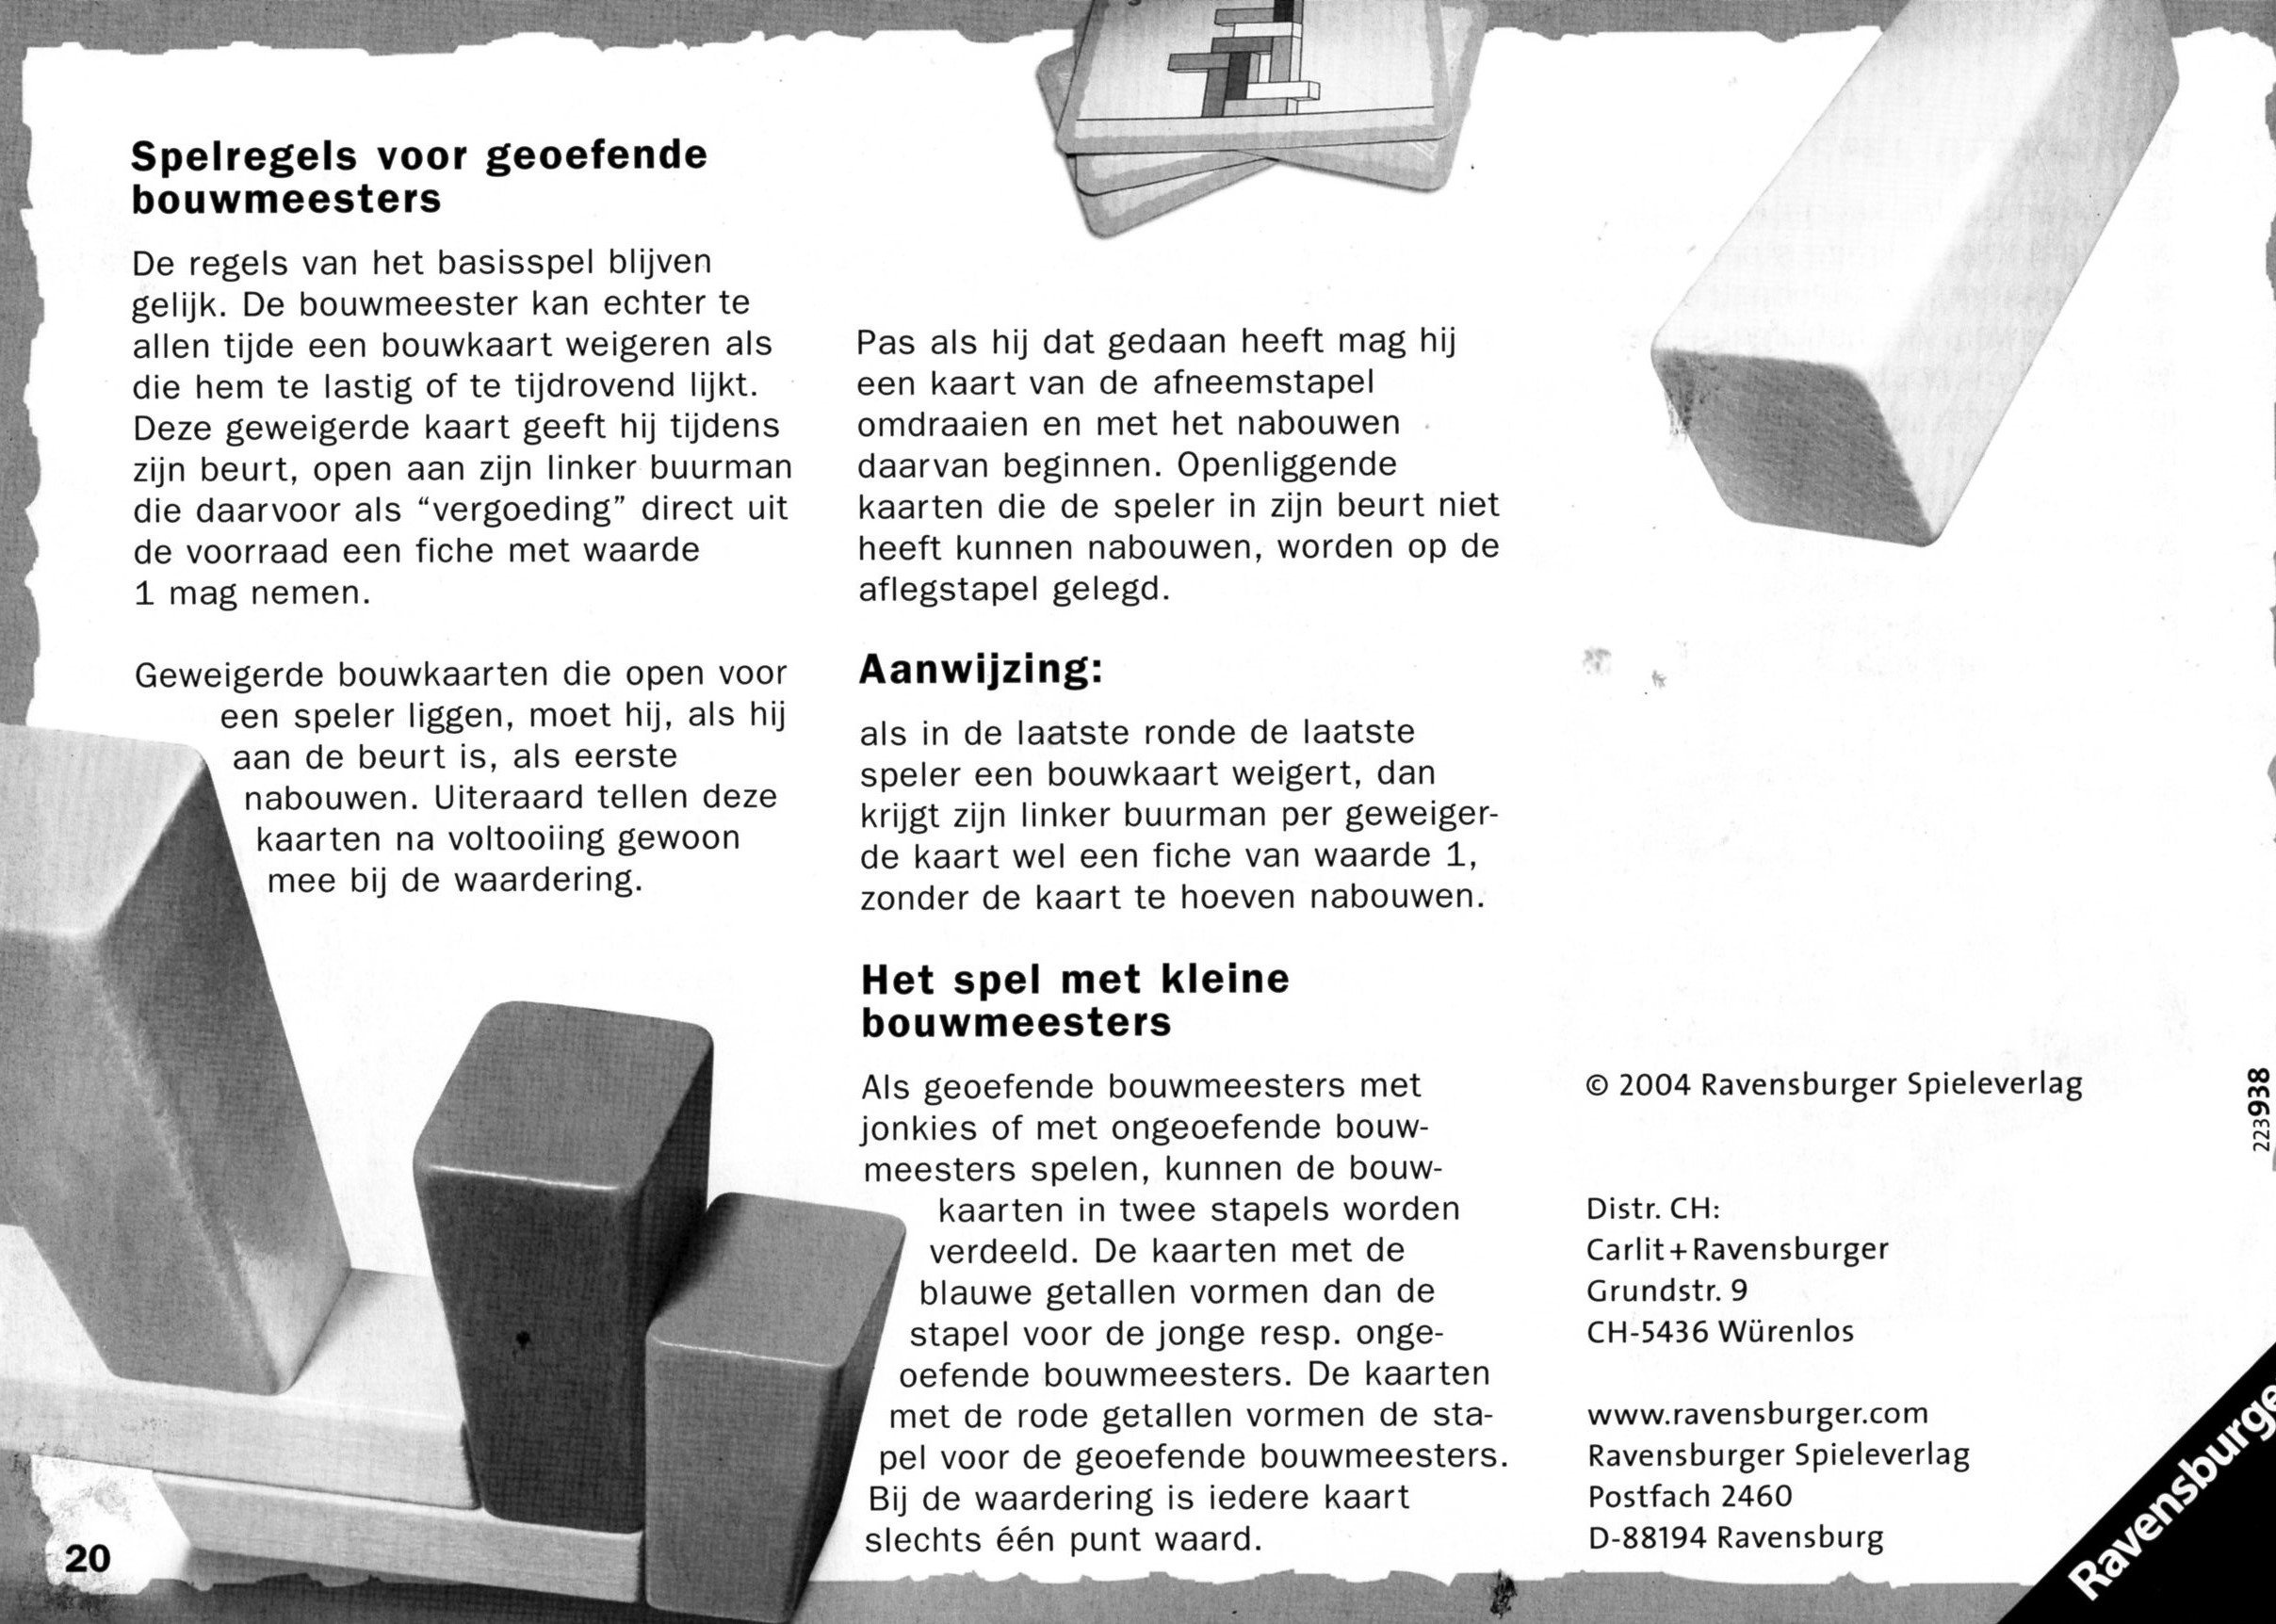 Spelregels voor geoefende
bouwmeesters
De regels van het basisspel blijven
gelijk. De bouwmeester kan echter te
allen tijde een bouwkaart weigeren als
die hem te lastig of te tijdrovend lijkt.
Deze geweigerde kaart geeft hij tijdens
zijn beurt, open aan zijn linker buurman
die daarvoor als “vergoeding” direct uit
de voorraad een fiche met waarde
1 mag nemen.
Geweigerde bouwkaarten die open voor
een speler liggen, moet hij, als hij
aan de beurt is, als eerste
nabouwen. Uiteraard tellen deze
kaarten na voltooiing gewoon
mee bij de waardering.
20
Pas als hij dat gedaan heeft mag hij
een kaart van de afneemstapel
omdraaien en met het nabouwen
daarvan beginnen. Openliggende
kaarten die de speler in zijn beurt niet
heeft kunnen nabouwen, worden op de
aflegstapel gelegd.
Aanwijzing:
als in de laatste ronde de laatste
speler een bouwkaart weigert, dan
krijgt zijn linker buurman per geweiger-
de kaart wel een fiche van waarde 1,
zonder de kaart te hoeven nabouwen.
Het spel met kleine
bouwmeesters
Als geoefende bouwmeesters met
jonkies of met ongeoefende bouw-
meesters spelen, kunnen de bouw-
kaarten in twee stapels worden
verdeeld. De kaarten met de
blauwe getallen vormen dan de
stapel voor de jonge resp. onge-
oefende bouwmeesters. De kaarten
met de rode getallen vormen de sta-
pel voor de geoefende bouwmeesters.
Bij de waardering is iedere kaart
slechts één punt waard.
© 2004 Ravensburger Spieleverlag
Distr. CH:
Carlit+Ravensburger
Grundstr. 9
CH-5436 Würenlos
www.ravensburger.com
Ravensburger Spieleverlag
Postfach 2460
D-88194 Ravensburg
223938
Ravensburge